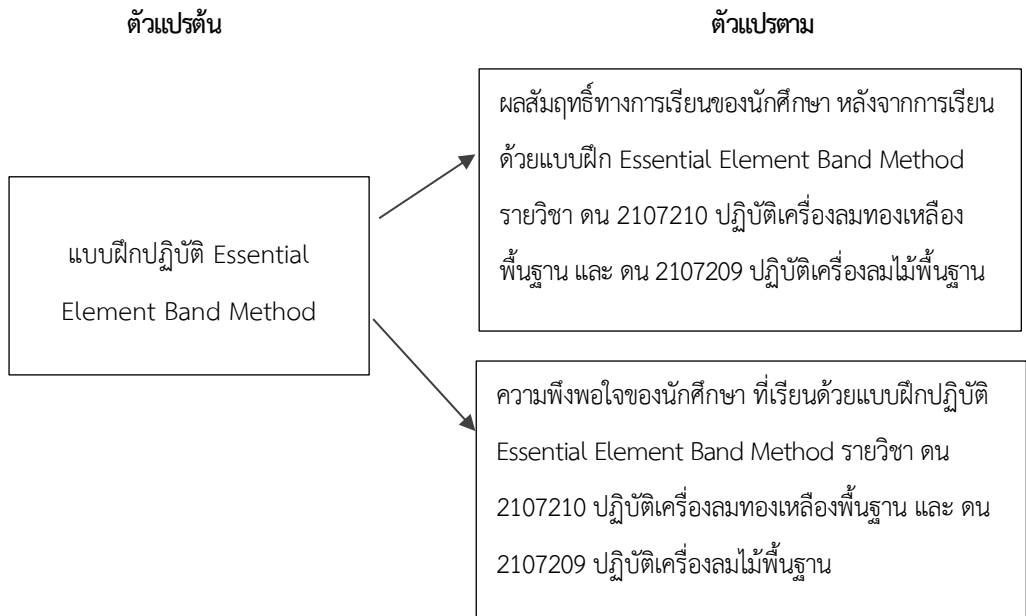 ตัวแปรต้น
ตัวแปรตาม
แบบฝึกปฏิบัติ Essential
Element Band Method
ผลสัมฤทธิ์ทางการเรียนของนักศึกษา หลังจากการเรียน
ด้วยแบบฝึก Essential Element Band Method
รายวิชา ดน 2107210 ปฏิบัติเครื่องลมทองเหลือง
พื้นฐาน และ ดน 2107209 ปฏิบัติเครื่องลมไม้พื้นฐาน
ความพึงพอใจของนักศึกษา ที่เรียนด้วยแบบฝึกปฏิบัติ
Essential Element Band Method รายวิชา ดน
2107210 ปฏิบัติเครื่องลมทองเหลืองพื้นฐาน และ ดน
2107209 ปฏิบัติเครื่องลมไม้พื้นฐาน